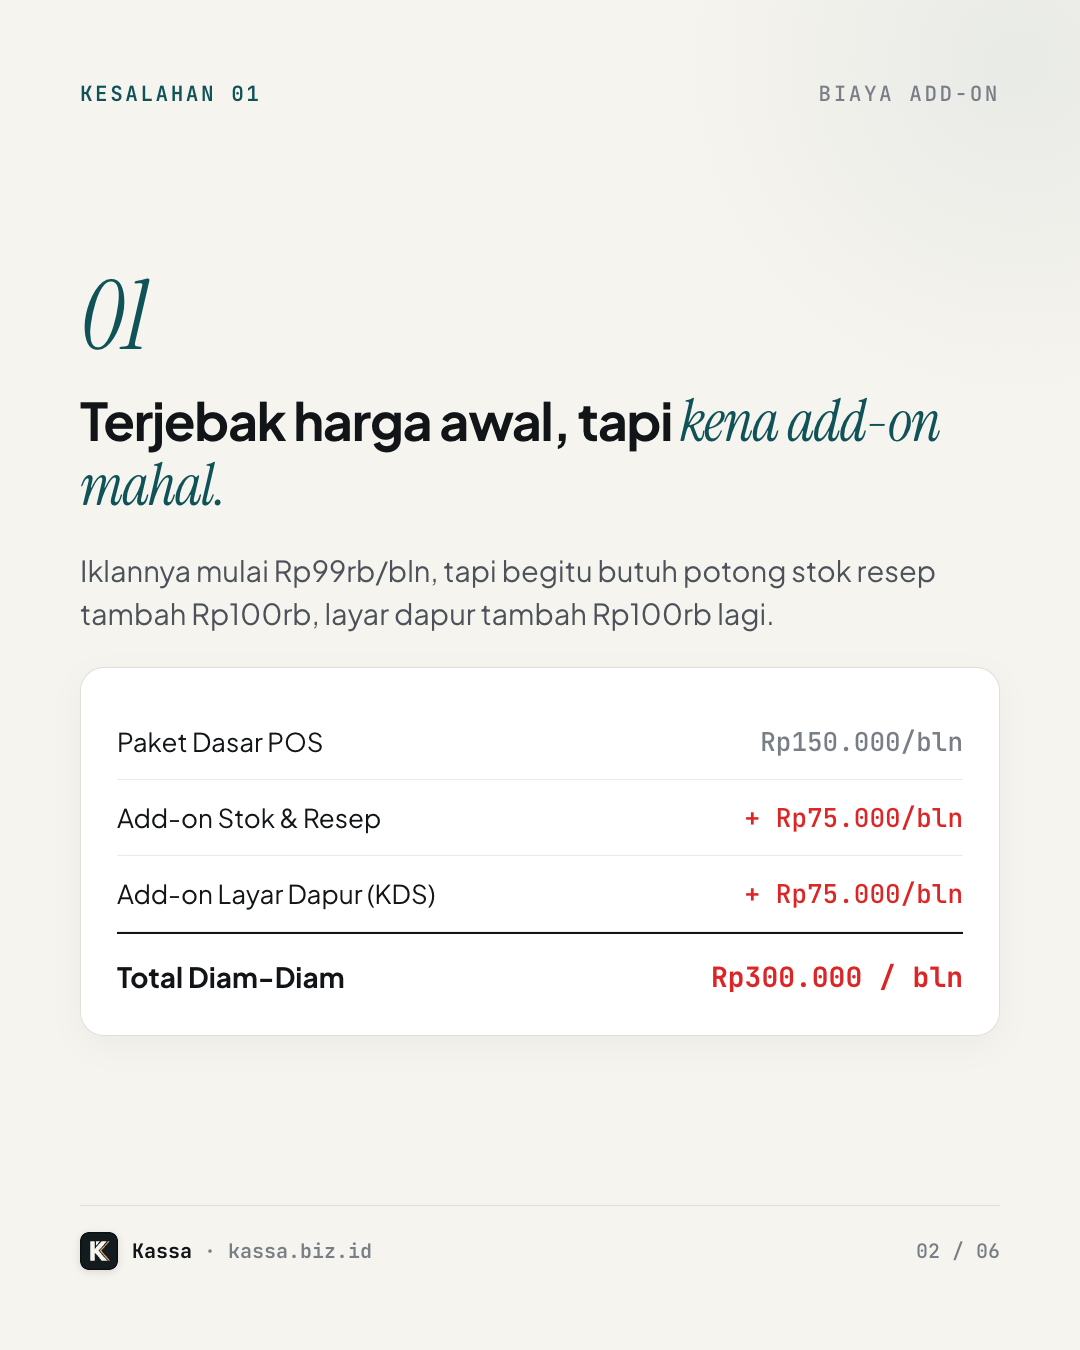 KESALAHAN 01
BIAYA ADD-ON
01
Terjebak harga awal, tapi kena add-on
mahal.
Iklannya mulai Rp99rb/bln, tapi begitu butuh potong stok resep
tambah Rp100rb, layar dapur tambah Rp100rb lagi.
Paket Dasar POS Rp150.000/bln
Add-on Stok & Resep + Rp75.000/bln
Add-on Layar Dapur (KDS) + Rp75.000/bln
Total Diam-Diam Rp300.000 / bln
K Kassa · kassa.biz.id
02 / 06